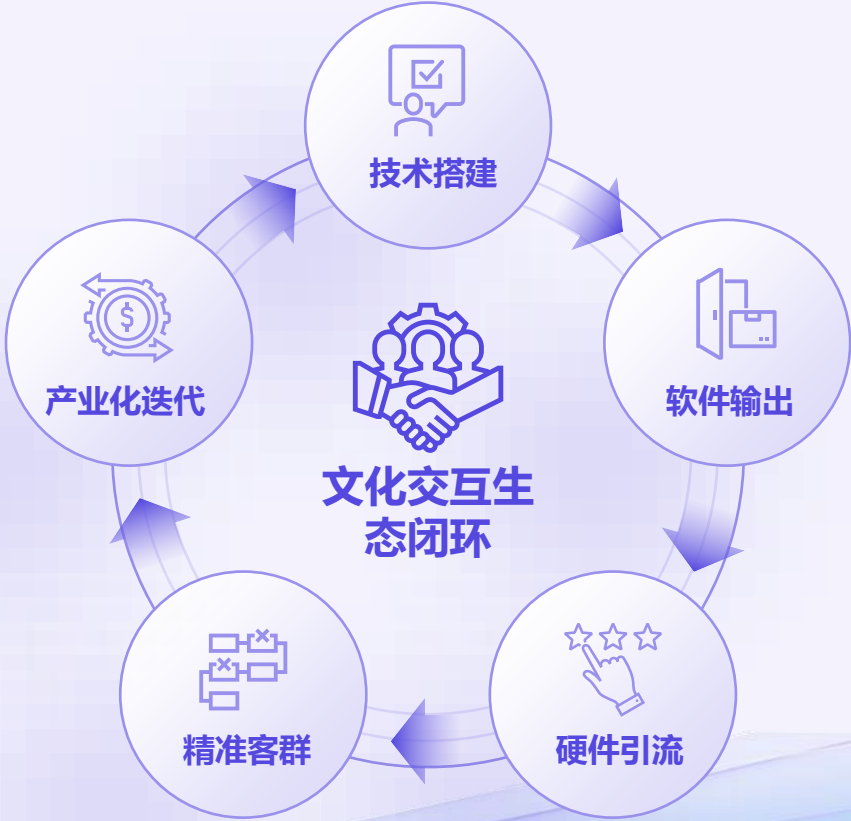 技术搭建
产业化迭代
软件输出
文化交互生
态闭环
精准客群
硬件引流